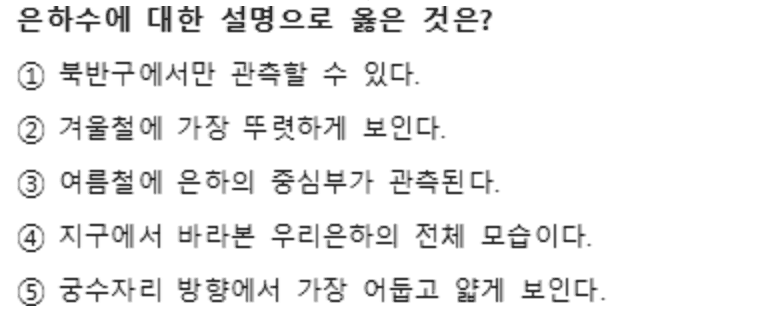 은하수에 대한 설명으로 옳은 것은?
① 북반구에서만 관측할 수 있다.
② 겨울철에 가장 뚜렷하게 보인다.
③ 여름철에 은하의 중심부가 관측된다.
④ 지구에서 바라본 우리은하의 전체 모습이다.
⑤ 궁수자리 방향에서 가장 어둡고 얇게 보인다.